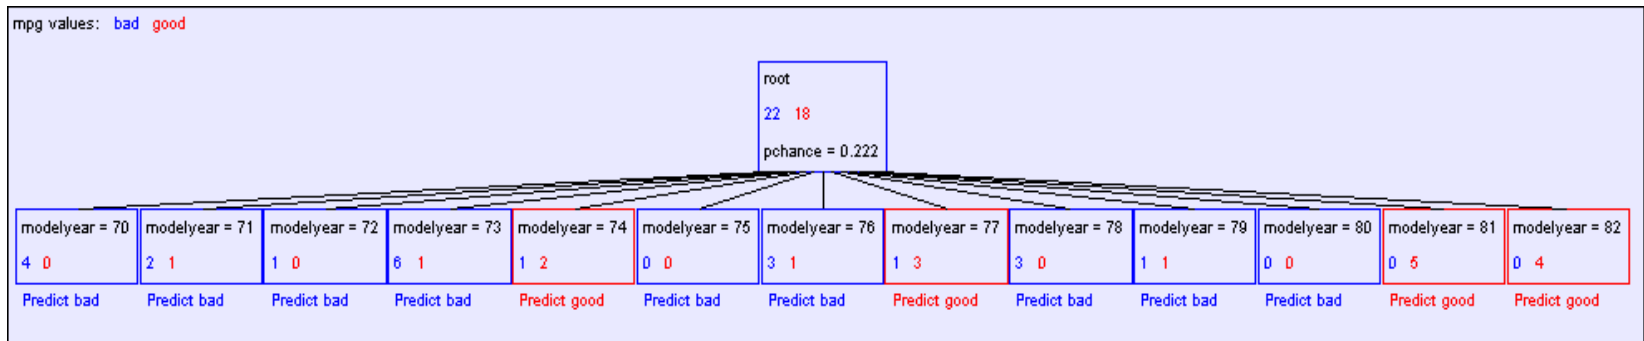 mpg values: bad good
root
22 18
pchance = 0.222
modelyear = 70 modelyear = 71 modelyear = 72 modelyear = 73 modelyear = 74 modelyear = 75 modelyear = 76 modelyear = 77 modelyear = 78 modelyear = 79 modelyear = 80 modelyear = 81 modelyear = 82
4 0 2 1 1 0 6 1 1 2 0 0 3 1 1 3 3 0 1 1 0 0 0 5 0 4
Predict bad Predict bad Predict bad Predict bad Predict good Predict bad Predict bad Predict good Predict bad Predict bad Predict bad Predict good Predict good